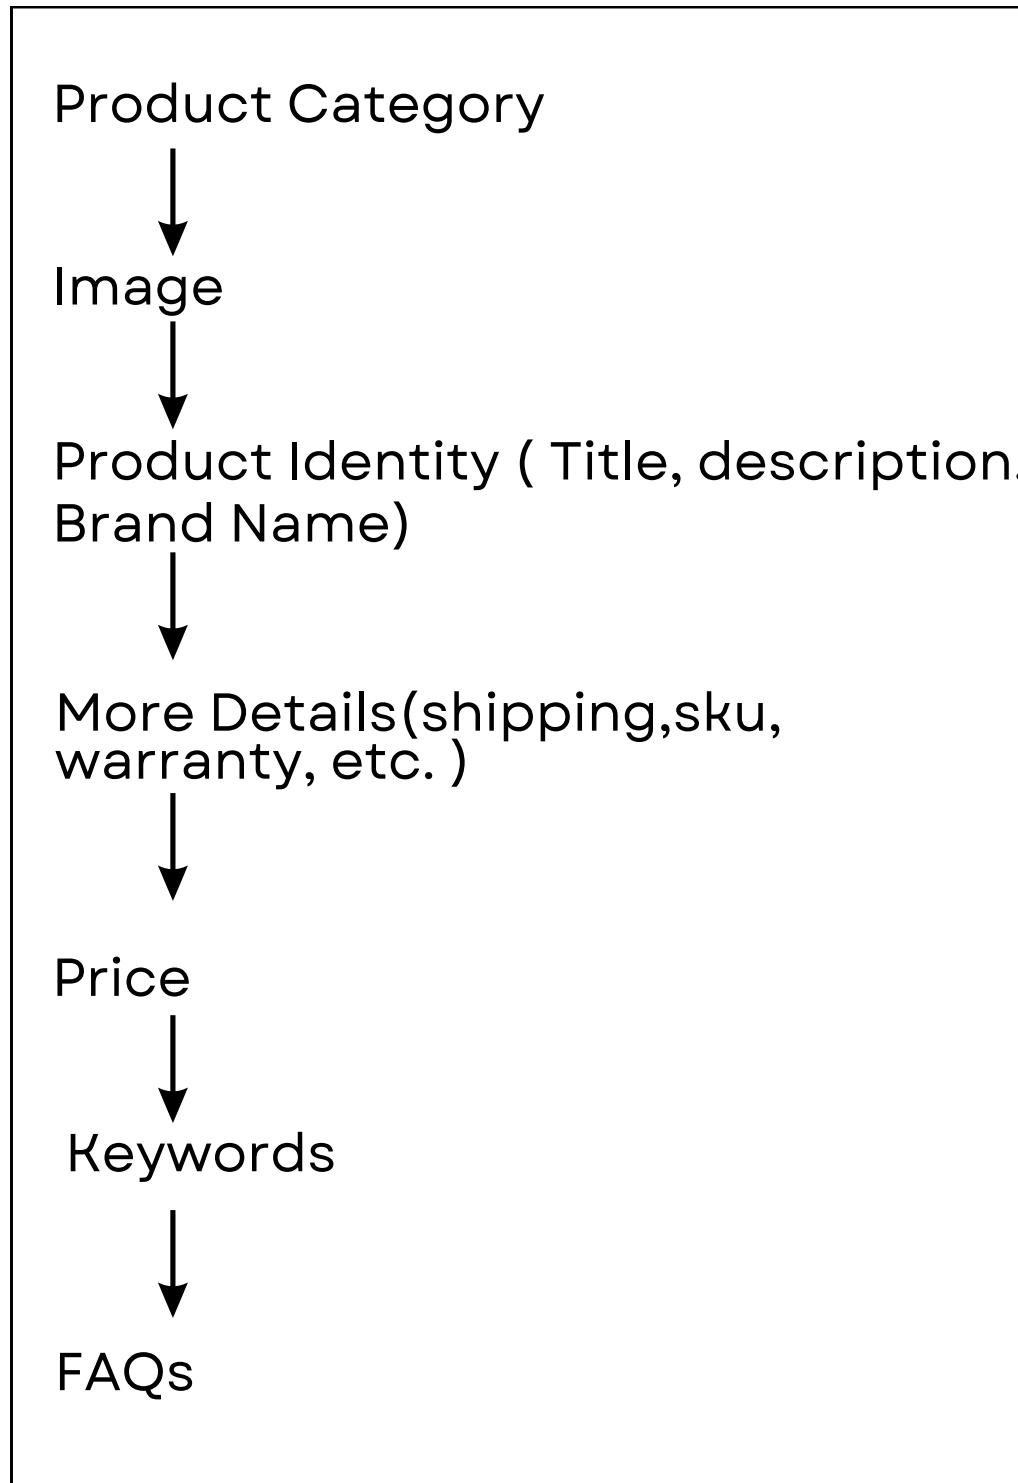 Product Category
Image
Product Identity ( Title, description.
Brand Name)
More Details(shipping,sku,
warranty, etc. )
Price
Keywords
FAQs